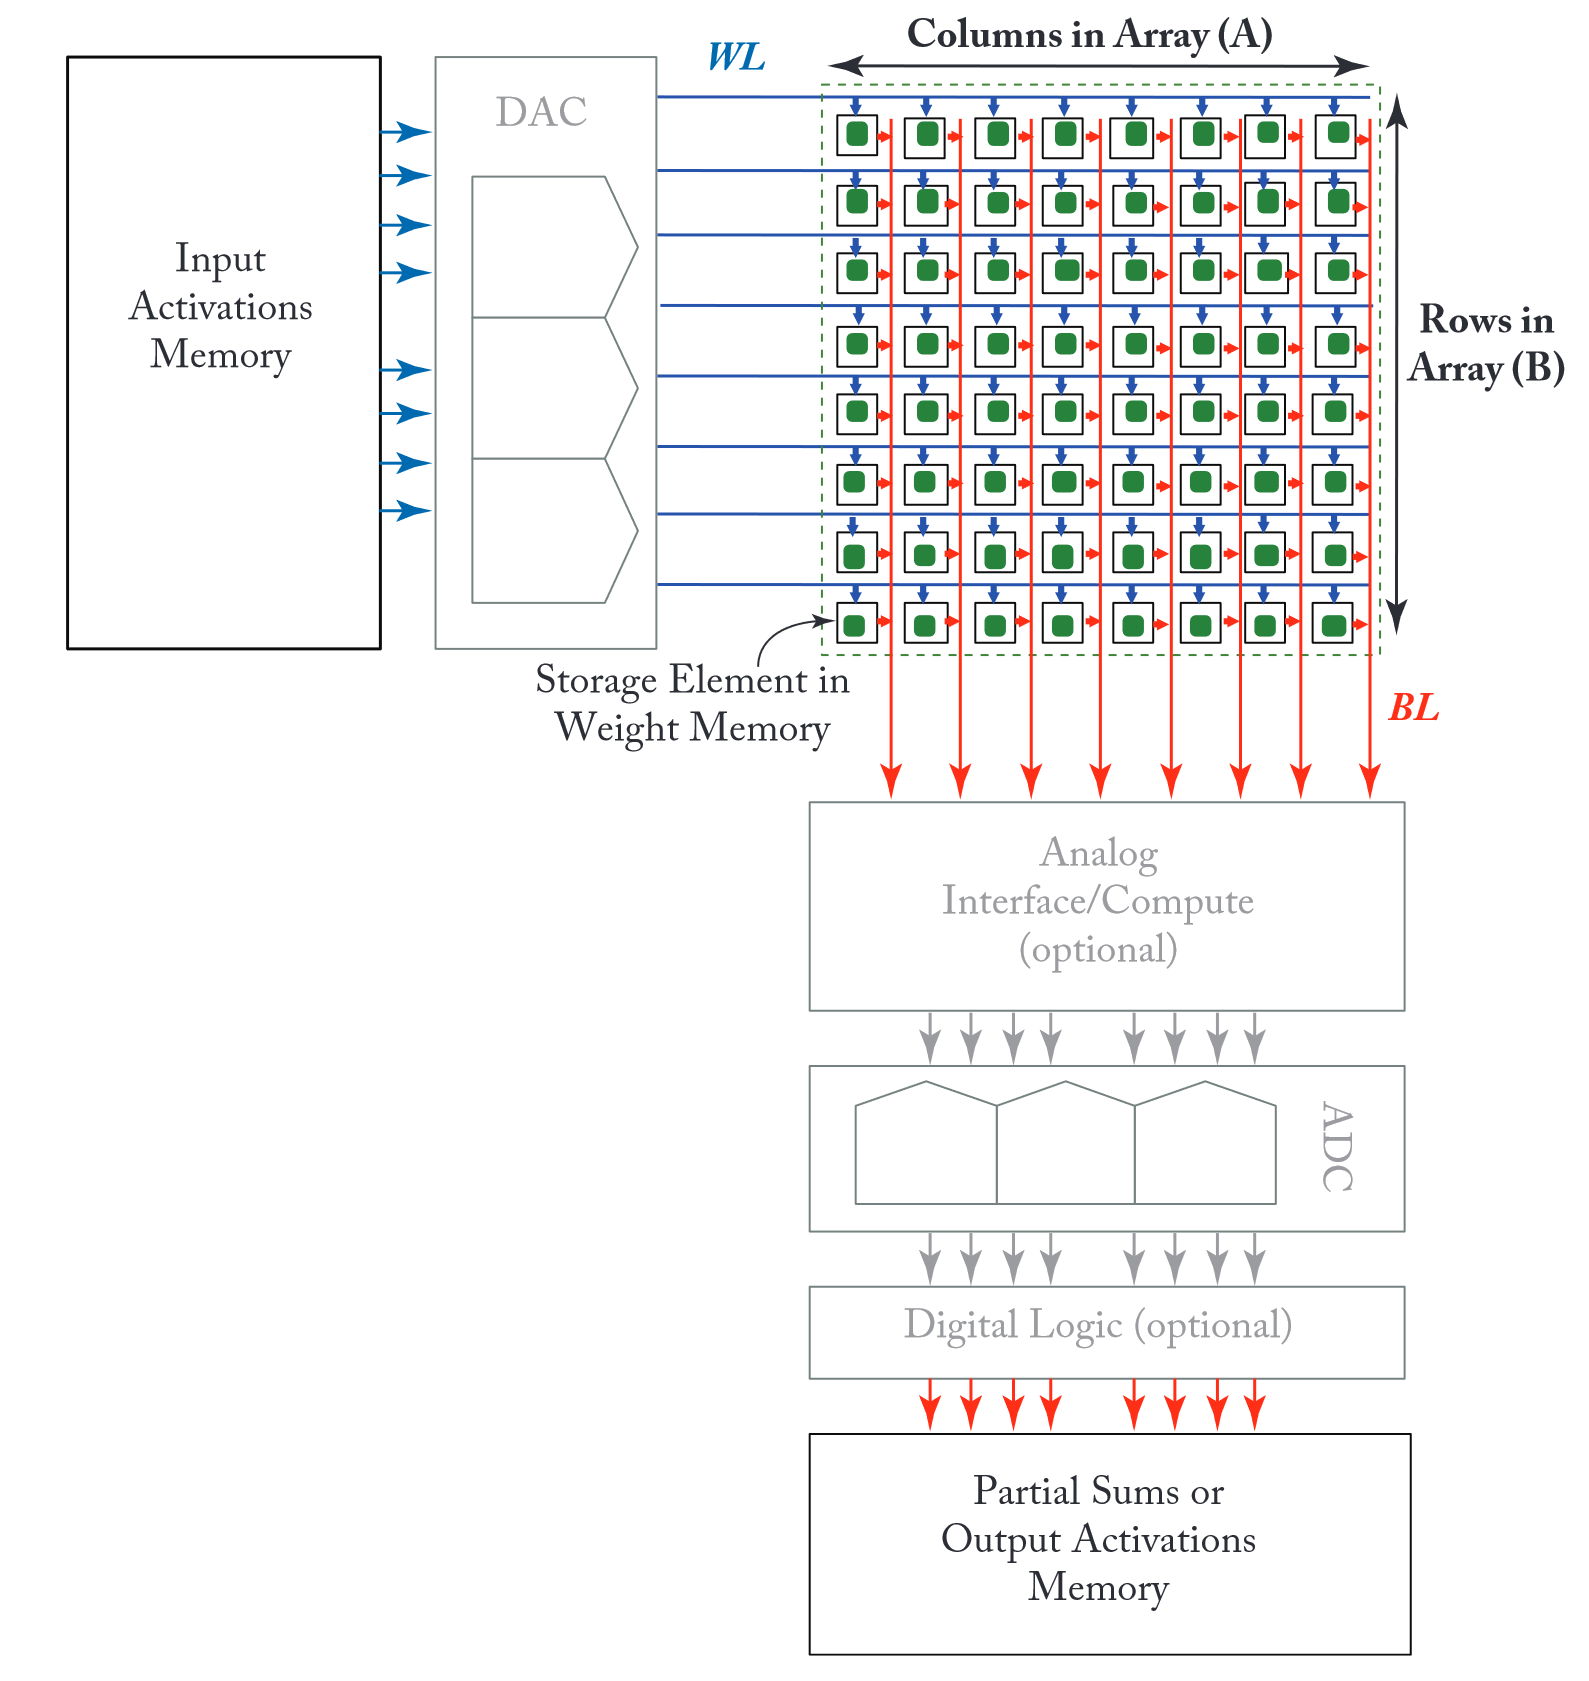 Columns in Array (A)
WL
DAC
Input
Activations
Memory
Rows in
Array (B)
Storage Element in
Weight Memory
BL
Analog
Interface/Compute
(optional)
ADC
Digital Logic (optional)
Partial Sums or
Output Activations
Memory